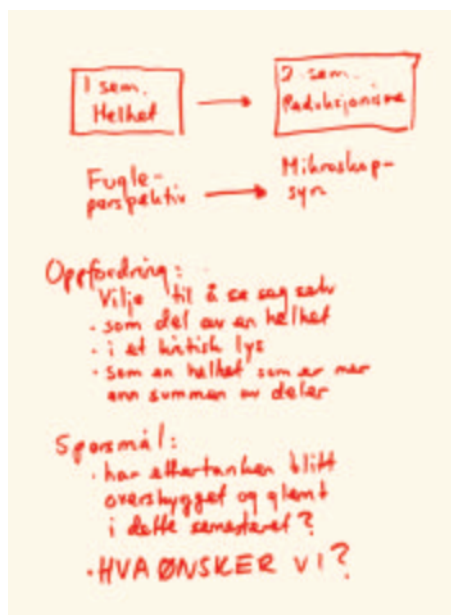 1 sem.
Helhet
2. sem.
Reduksjonisme
Fugle-
perspektiv
Mikroskop-
syn
Oppfordring:
Vilje til å se seg selv
· som del av en helhet
· i et kritisk lys
· som en helhet som er mer
enn summen av deler
Spørsmål:
· har ettertanken blitt
overskygget og glemt
i dette semesteret?
· HVA ØNSKER VI?